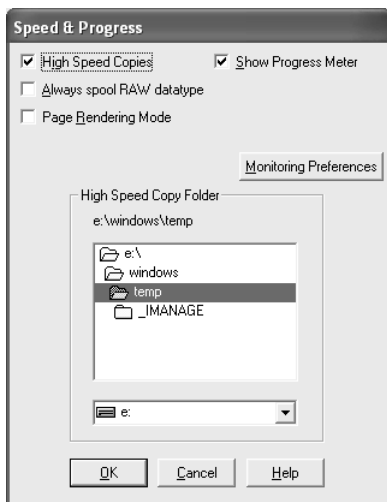 Speed & Progress
High Speed Copies Show Progress Meter
Always spool RAW datatype
Page Rendering Mode
Monitoring Preferences
High Speed Copy Folder
e:\windows\temp
e:\
windows
temp
_IMANAGE
e:
OK Cancel Help